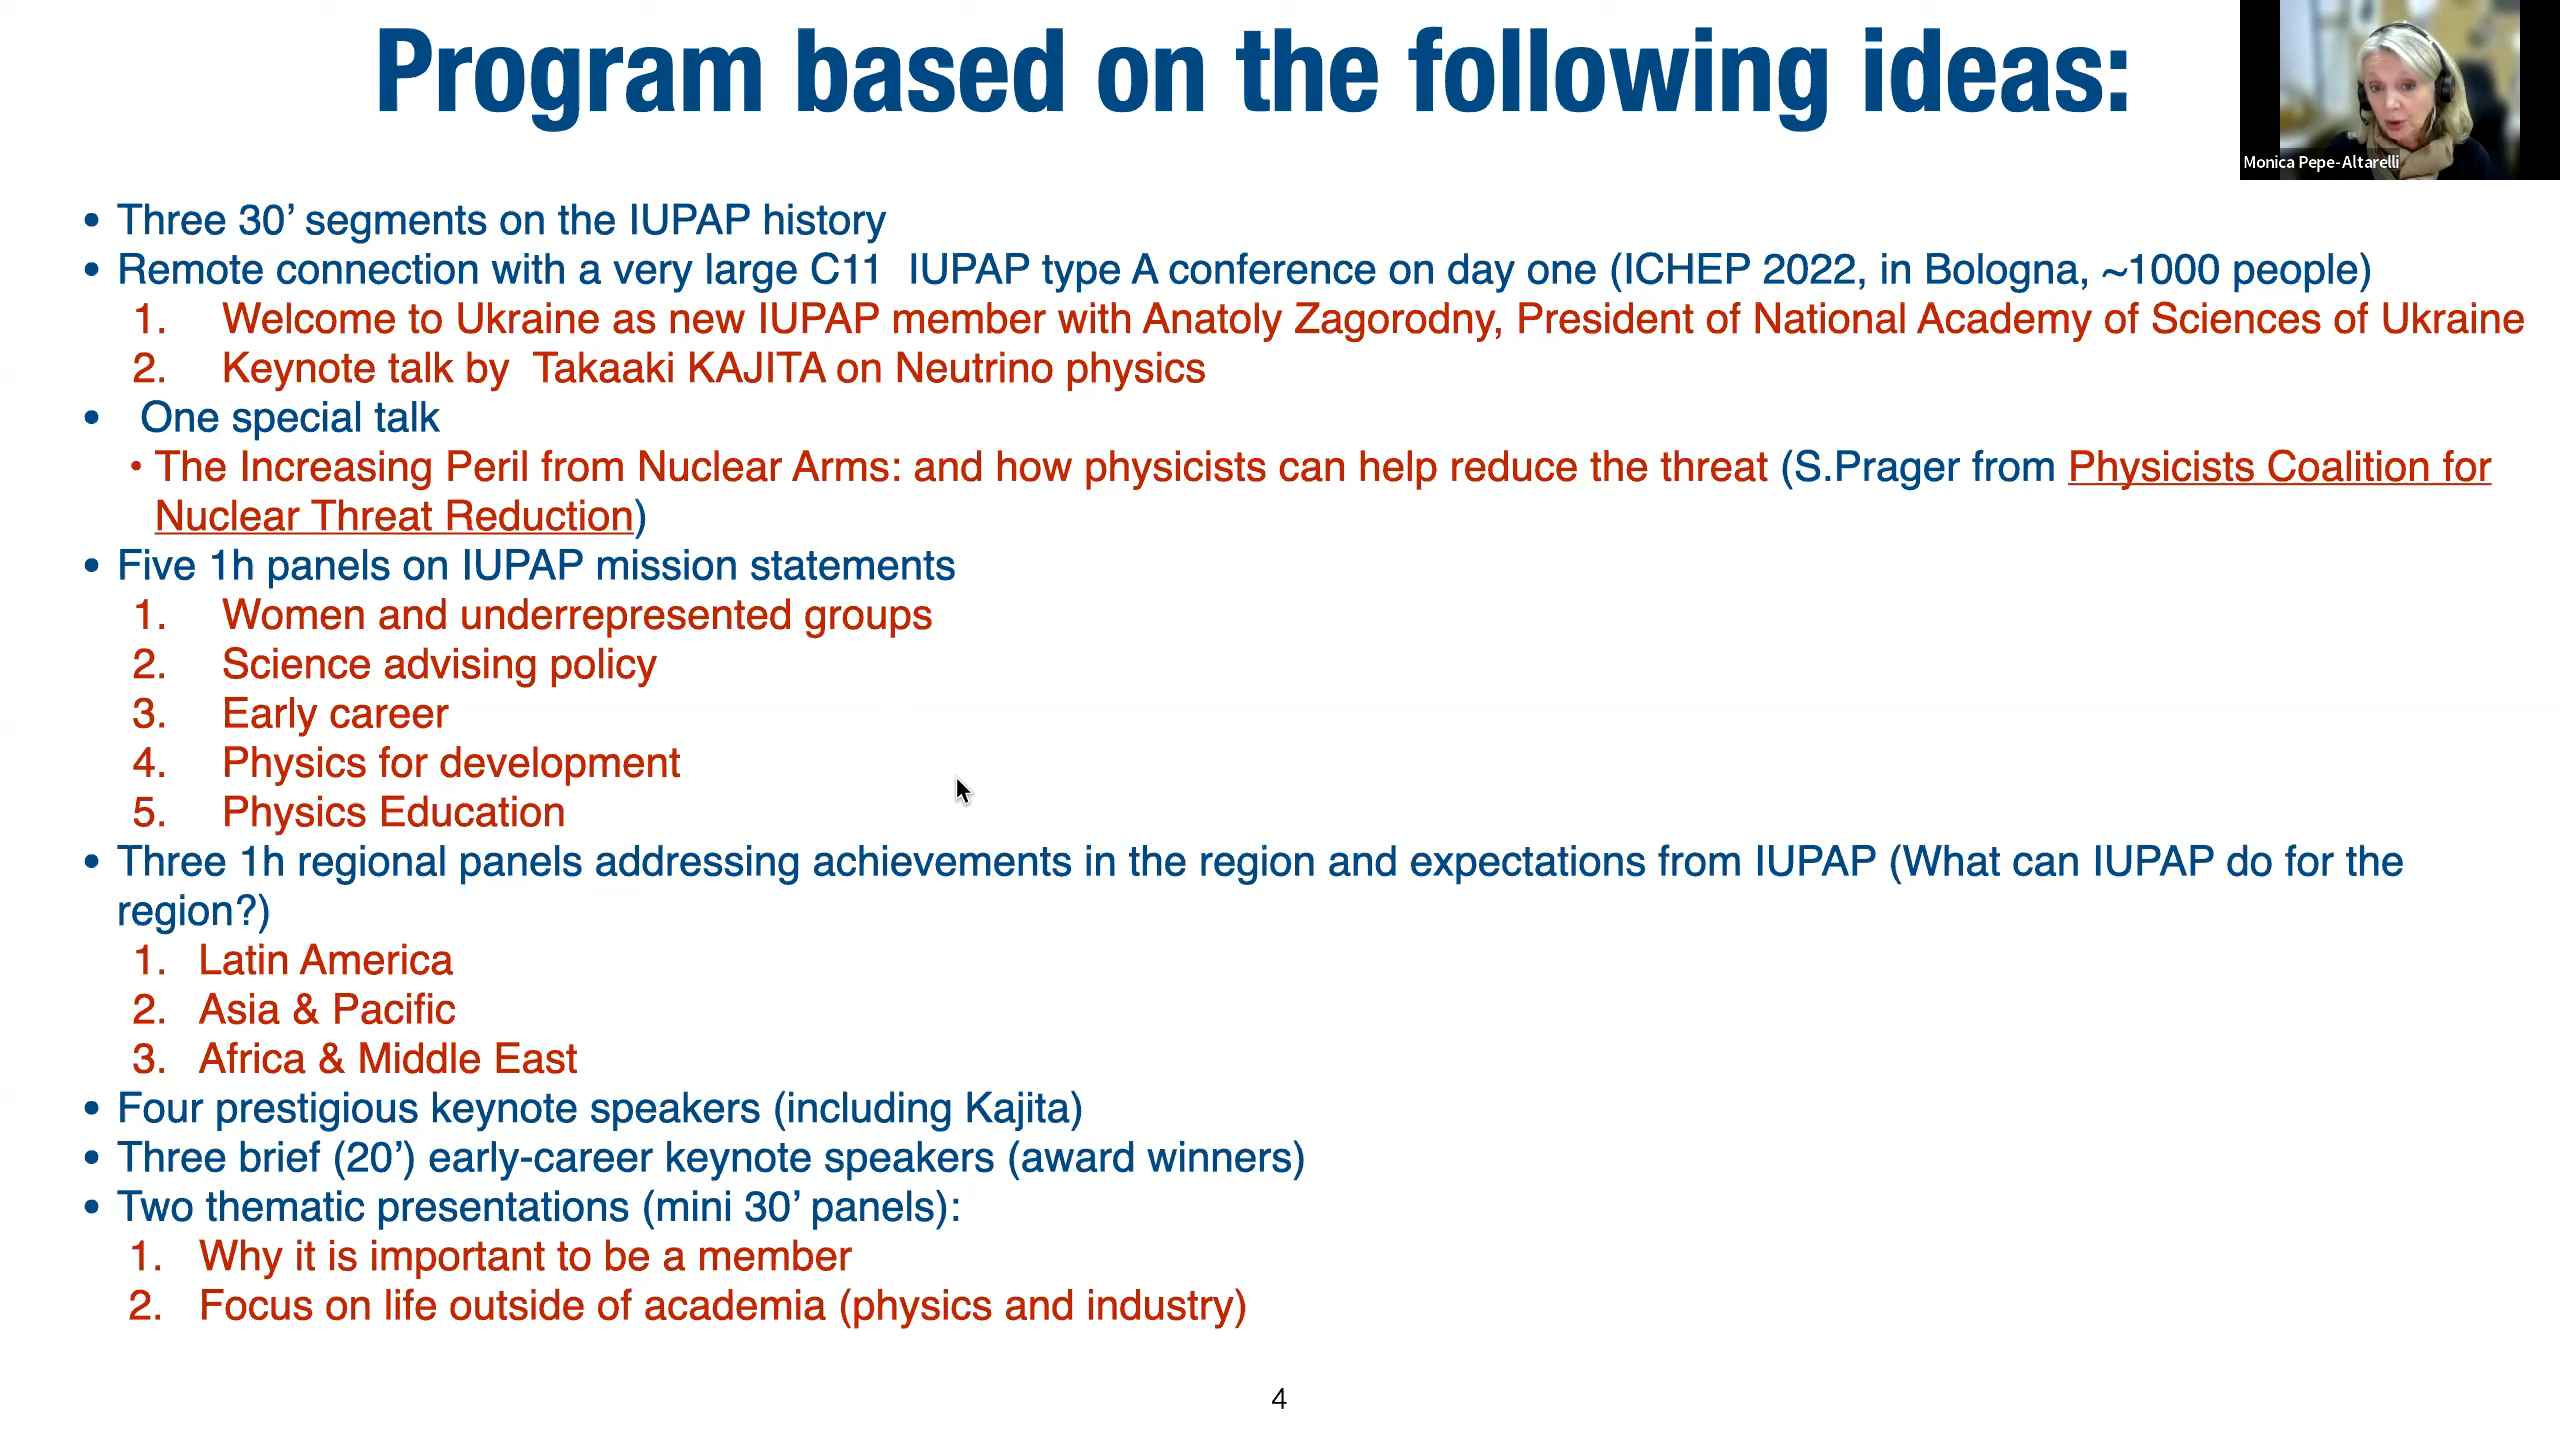 Program based on the following ideas:
Monica Pepe-Altarelli
• Three 30’ segments on the IUPAP history
• Remote connection with a very large C11 IUPAP type A conference on day one (ICHEP 2022, in Bologna, ~1000 people)
1. Welcome to Ukraine as new IUPAP member with Anatoly Zagorodny, President of National Academy of Sciences of Ukraine
2. Keynote talk by Takaaki KAJITA on Neutrino physics
• One special talk
• The Increasing Peril from Nuclear Arms: and how physicists can help reduce the threat (S.Prager from Physicists Coalition for
Nuclear Threat Reduction)
• Five 1h panels on IUPAP mission statements
1. Women and underrepresented groups
2. Science advising policy
3. Early career
4. Physics for development
5. Physics Education
• Three 1h regional panels addressing achievements in the region and expectations from IUPAP (What can IUPAP do for the
region?)
1. Latin America
2. Asia & Pacific
3. Africa & Middle East
• Four prestigious keynote speakers (including Kajita)
• Three brief (20’) early-career keynote speakers (award winners)
• Two thematic presentations (mini 30’ panels):
1. Why it is important to be a member
2. Focus on life outside of academia (physics and industry)
4